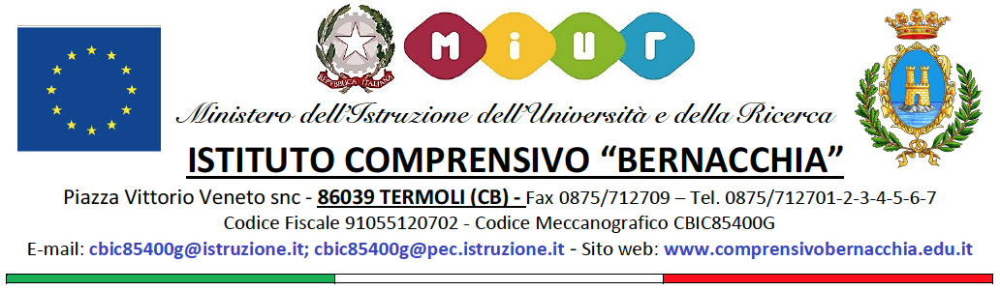 REPVBBLICA ITALIANA
MIUR
Ministero dell'Istruzione dell'Università e della Ricerca
ISTITUTO COMPRENSIVO “BERNACCHIA”
Piazza Vittorio Veneto snc - 86039 TERMOLI (CB) - Fax 0875/712709 – Tel. 0875/712701-2-3-4-5-6-7
Codice Fiscale 91055120702 - Codice Meccanografico CBIC85400G
E-mail: cbic85400g@istruzione.it; cbic85400g@pec.istruzione.it - Sito web: www.comprensivobernacchia.edu.it